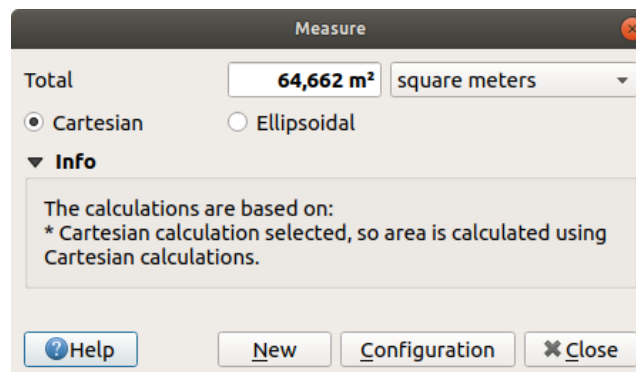 Measure
Total 64,662 m² square meters
Cartesian Ellipsoidal
Info
The calculations are based on:
* Cartesian calculation selected, so area is calculated using
Cartesian calculations.
Help New Configuration Close